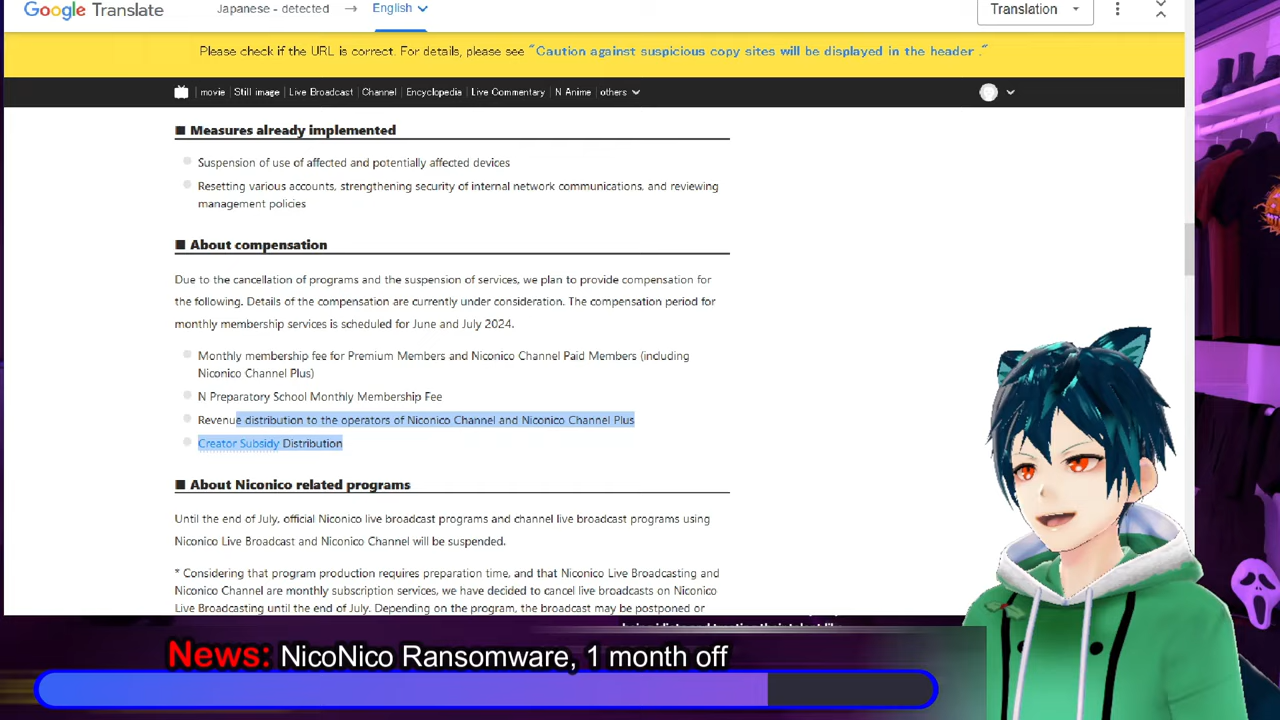 Google Translate
Japanese - detected
→
English
Translation
Please check if the URL is correct. For details, please see "Caution against suspicious copy sites will be displayed in the header ."
movie
Still image
Live Broadcast
Channel
Encyclopedia
Live Commentary
N Anime
others
■ Measures already implemented
Suspension of use of affected and potentially affected devices
Resetting various accounts, strengthening security of internal network communications, and reviewing
management policies
■ About compensation
Due to the cancellation of programs and the suspension of services, we plan to provide compensation for
the following. Details of the compensation are currently under consideration. The compensation period for
monthly membership services is scheduled for June and July 2024.
Monthly membership fee for Premium Members and Niconico Channel Paid Members (including
Niconico Channel Plus)
N Preparatory School Monthly Membership Fee
Revenue distribution to the operators of Niconico Channel and Niconico Channel Plus
Creator Subsidy Distribution
■ About Niconico related programs
Until the end of July, official Niconico live broadcast programs and channel live broadcast programs using
Niconico Live Broadcast and Niconico Channel will be suspended.
* Considering that program production requires preparation time, and that Niconico Live Broadcasting and
Niconico Channel are monthly subscription services, we have decided to cancel live broadcasts on Niconico
Live Broadcasting until the end of July. Depending on the program, the broadcast may be postponed or
News: NicoNico Ransomware, 1 month off